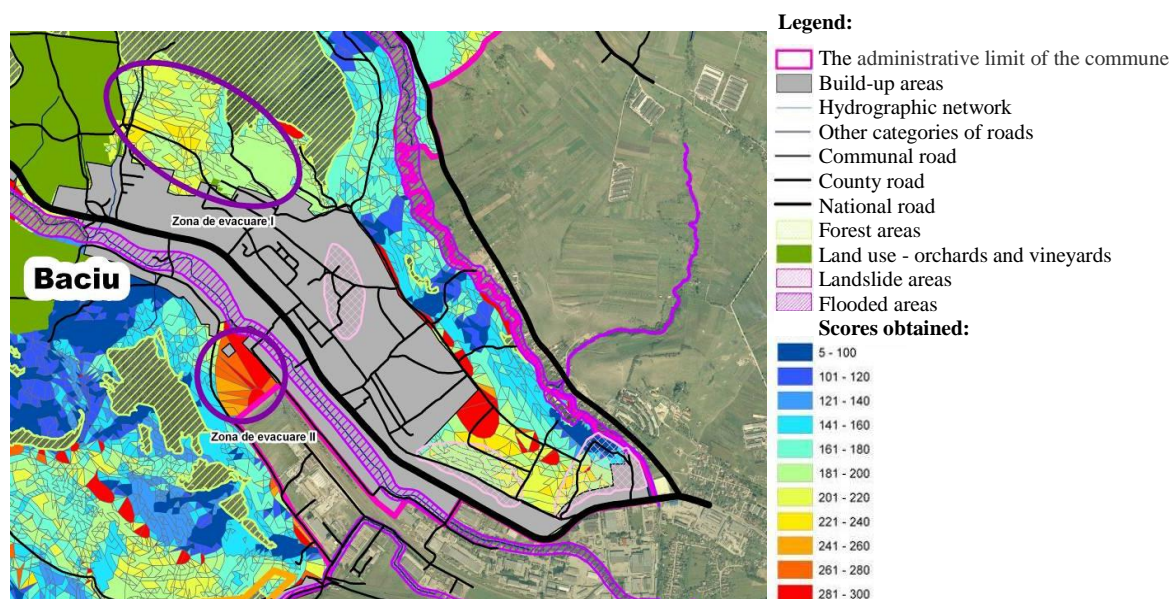 Zona de evacuare I
Baciu
Zona de evacuare II
Legend:
The administrative limit of the commune
Build-up areas
Hydrographic network
Other categories of roads
Communal road
County road
National road
Forest areas
Land use - orchards and vineyards
Landslide areas
Flooded areas
Scores obtained:
5 - 100
101 - 120
121 - 140
141 - 160
161 - 180
181 - 200
201 - 220
221 - 240
241 - 260
261 - 280
281 - 300